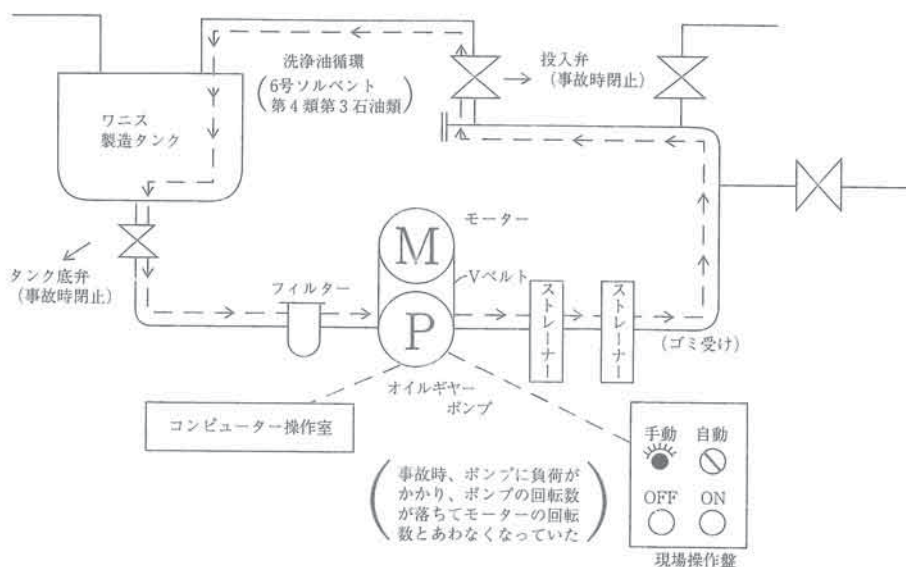 洗浄油循環
6号ソルベント
第4類第3石油類
投入弁
（事故時閉止）
ワニス
製造タンク
タンク底弁
（事故時閉止）
フィルター
M
モーター
Vベルト
P
オイルギヤー
ポンプ
ストレーナー
ストレーナー
（ゴミ受け）
コンピューター操作室
事故時、ポンプに負荷が
かかり、ポンプの回転数
が落ちてモーターの回転
数とあわなくなっていた
手動 自動
OFF ON
現場操作盤